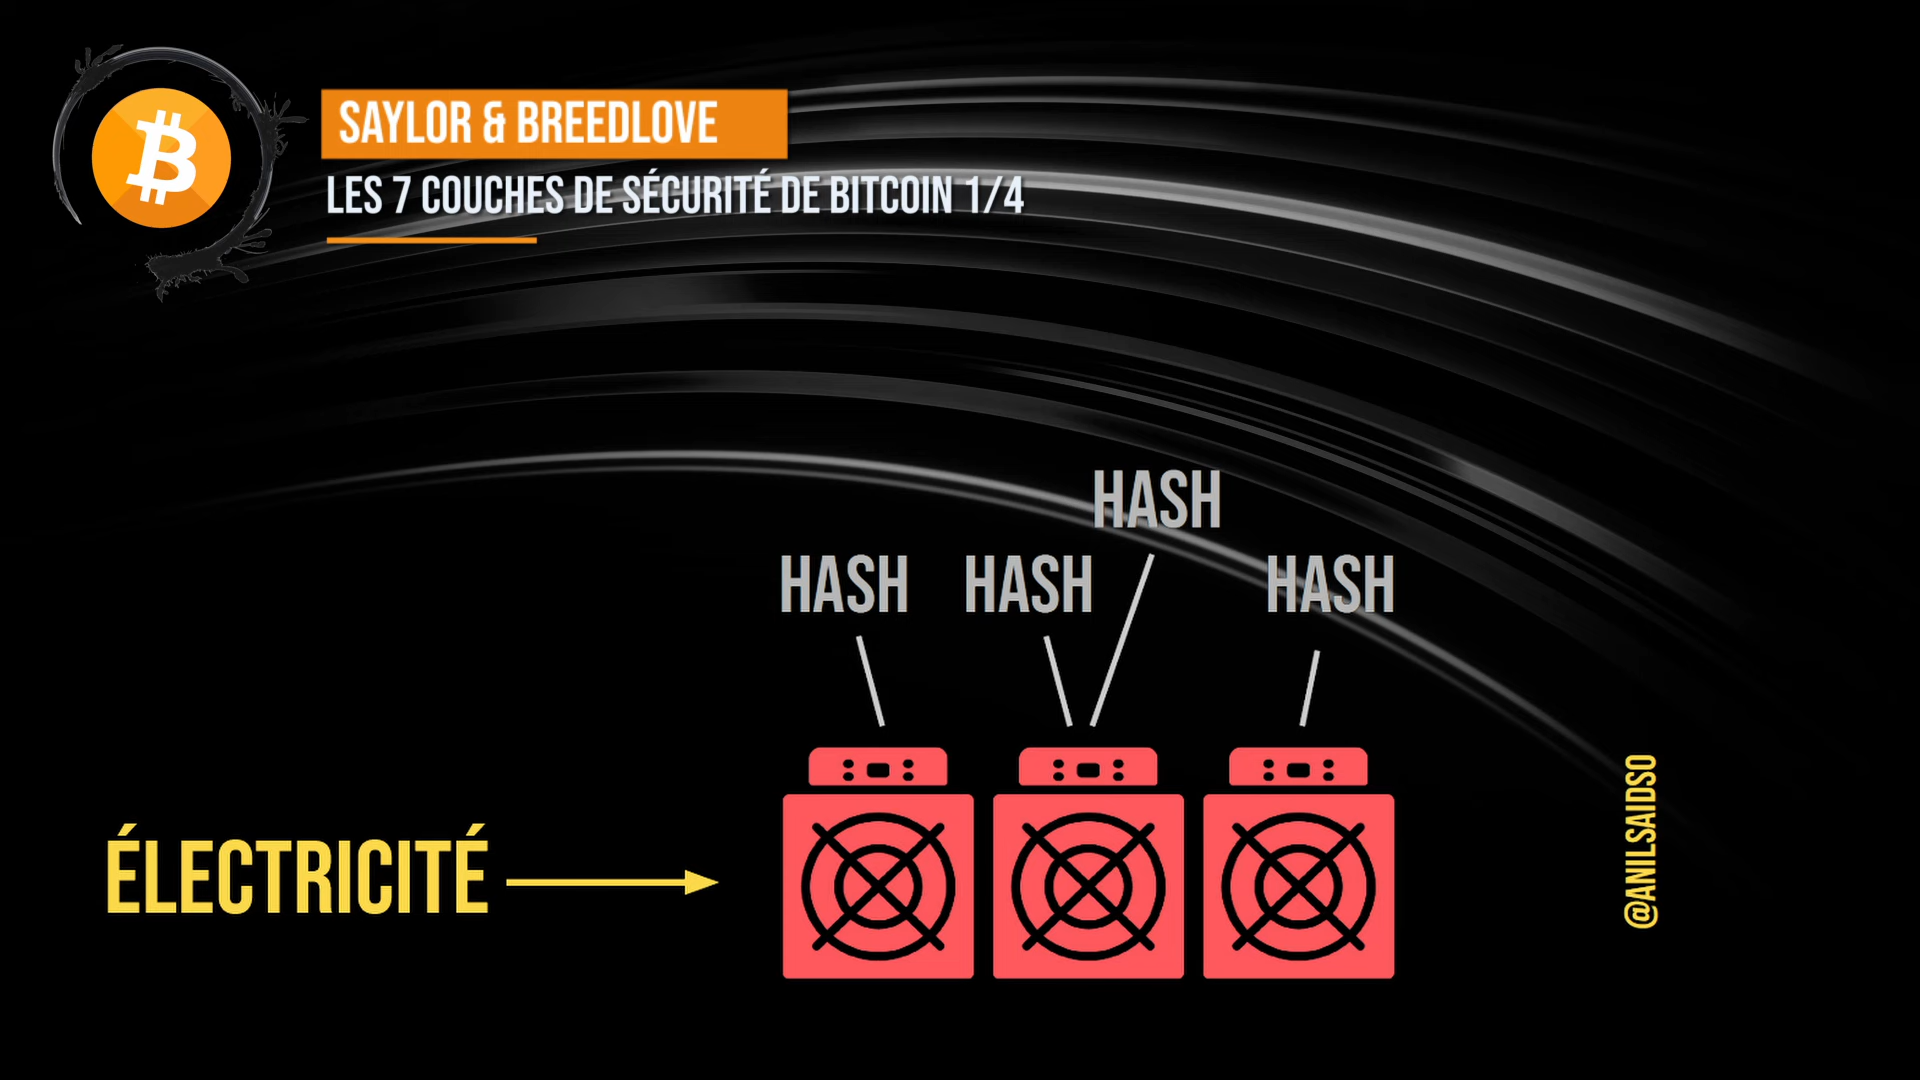 SAYLOR & BREEDLOVE
LES 7 COUCHES DE SÉCURITÉ DE BITCOIN 1/4
HASH
HASH
HASH
HASH
ÉLECTRICITÉ
@ANILSAIDSO